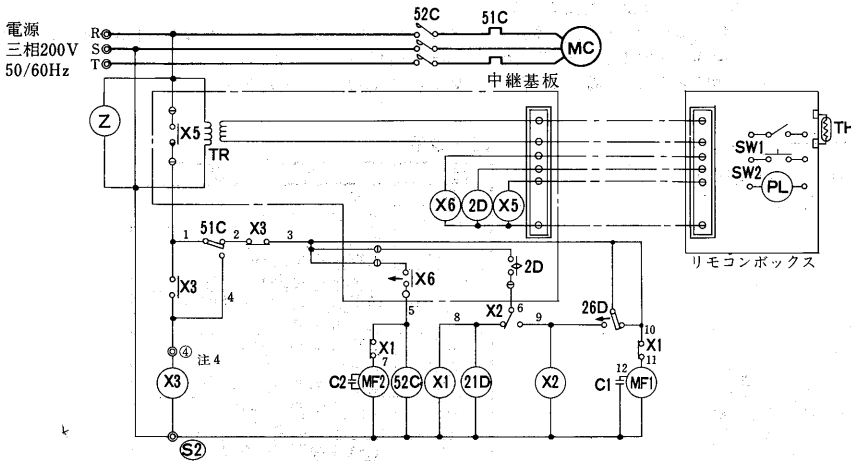 52C 51C
電源
三相200V
50/60Hz
R
S
T
MC
中継基板
Z
X5
TR
TH
SW1
SW2
PL
X6 2D X5
リモコンボックス
1 51C 2 X3 3
X3
4
X6
2D
5
X2 6
26D
8 9 10
X1
7
X1
11
④ 注4
X3
C2 MF2 52C X1 21D X2 C1 12 MF1
S2